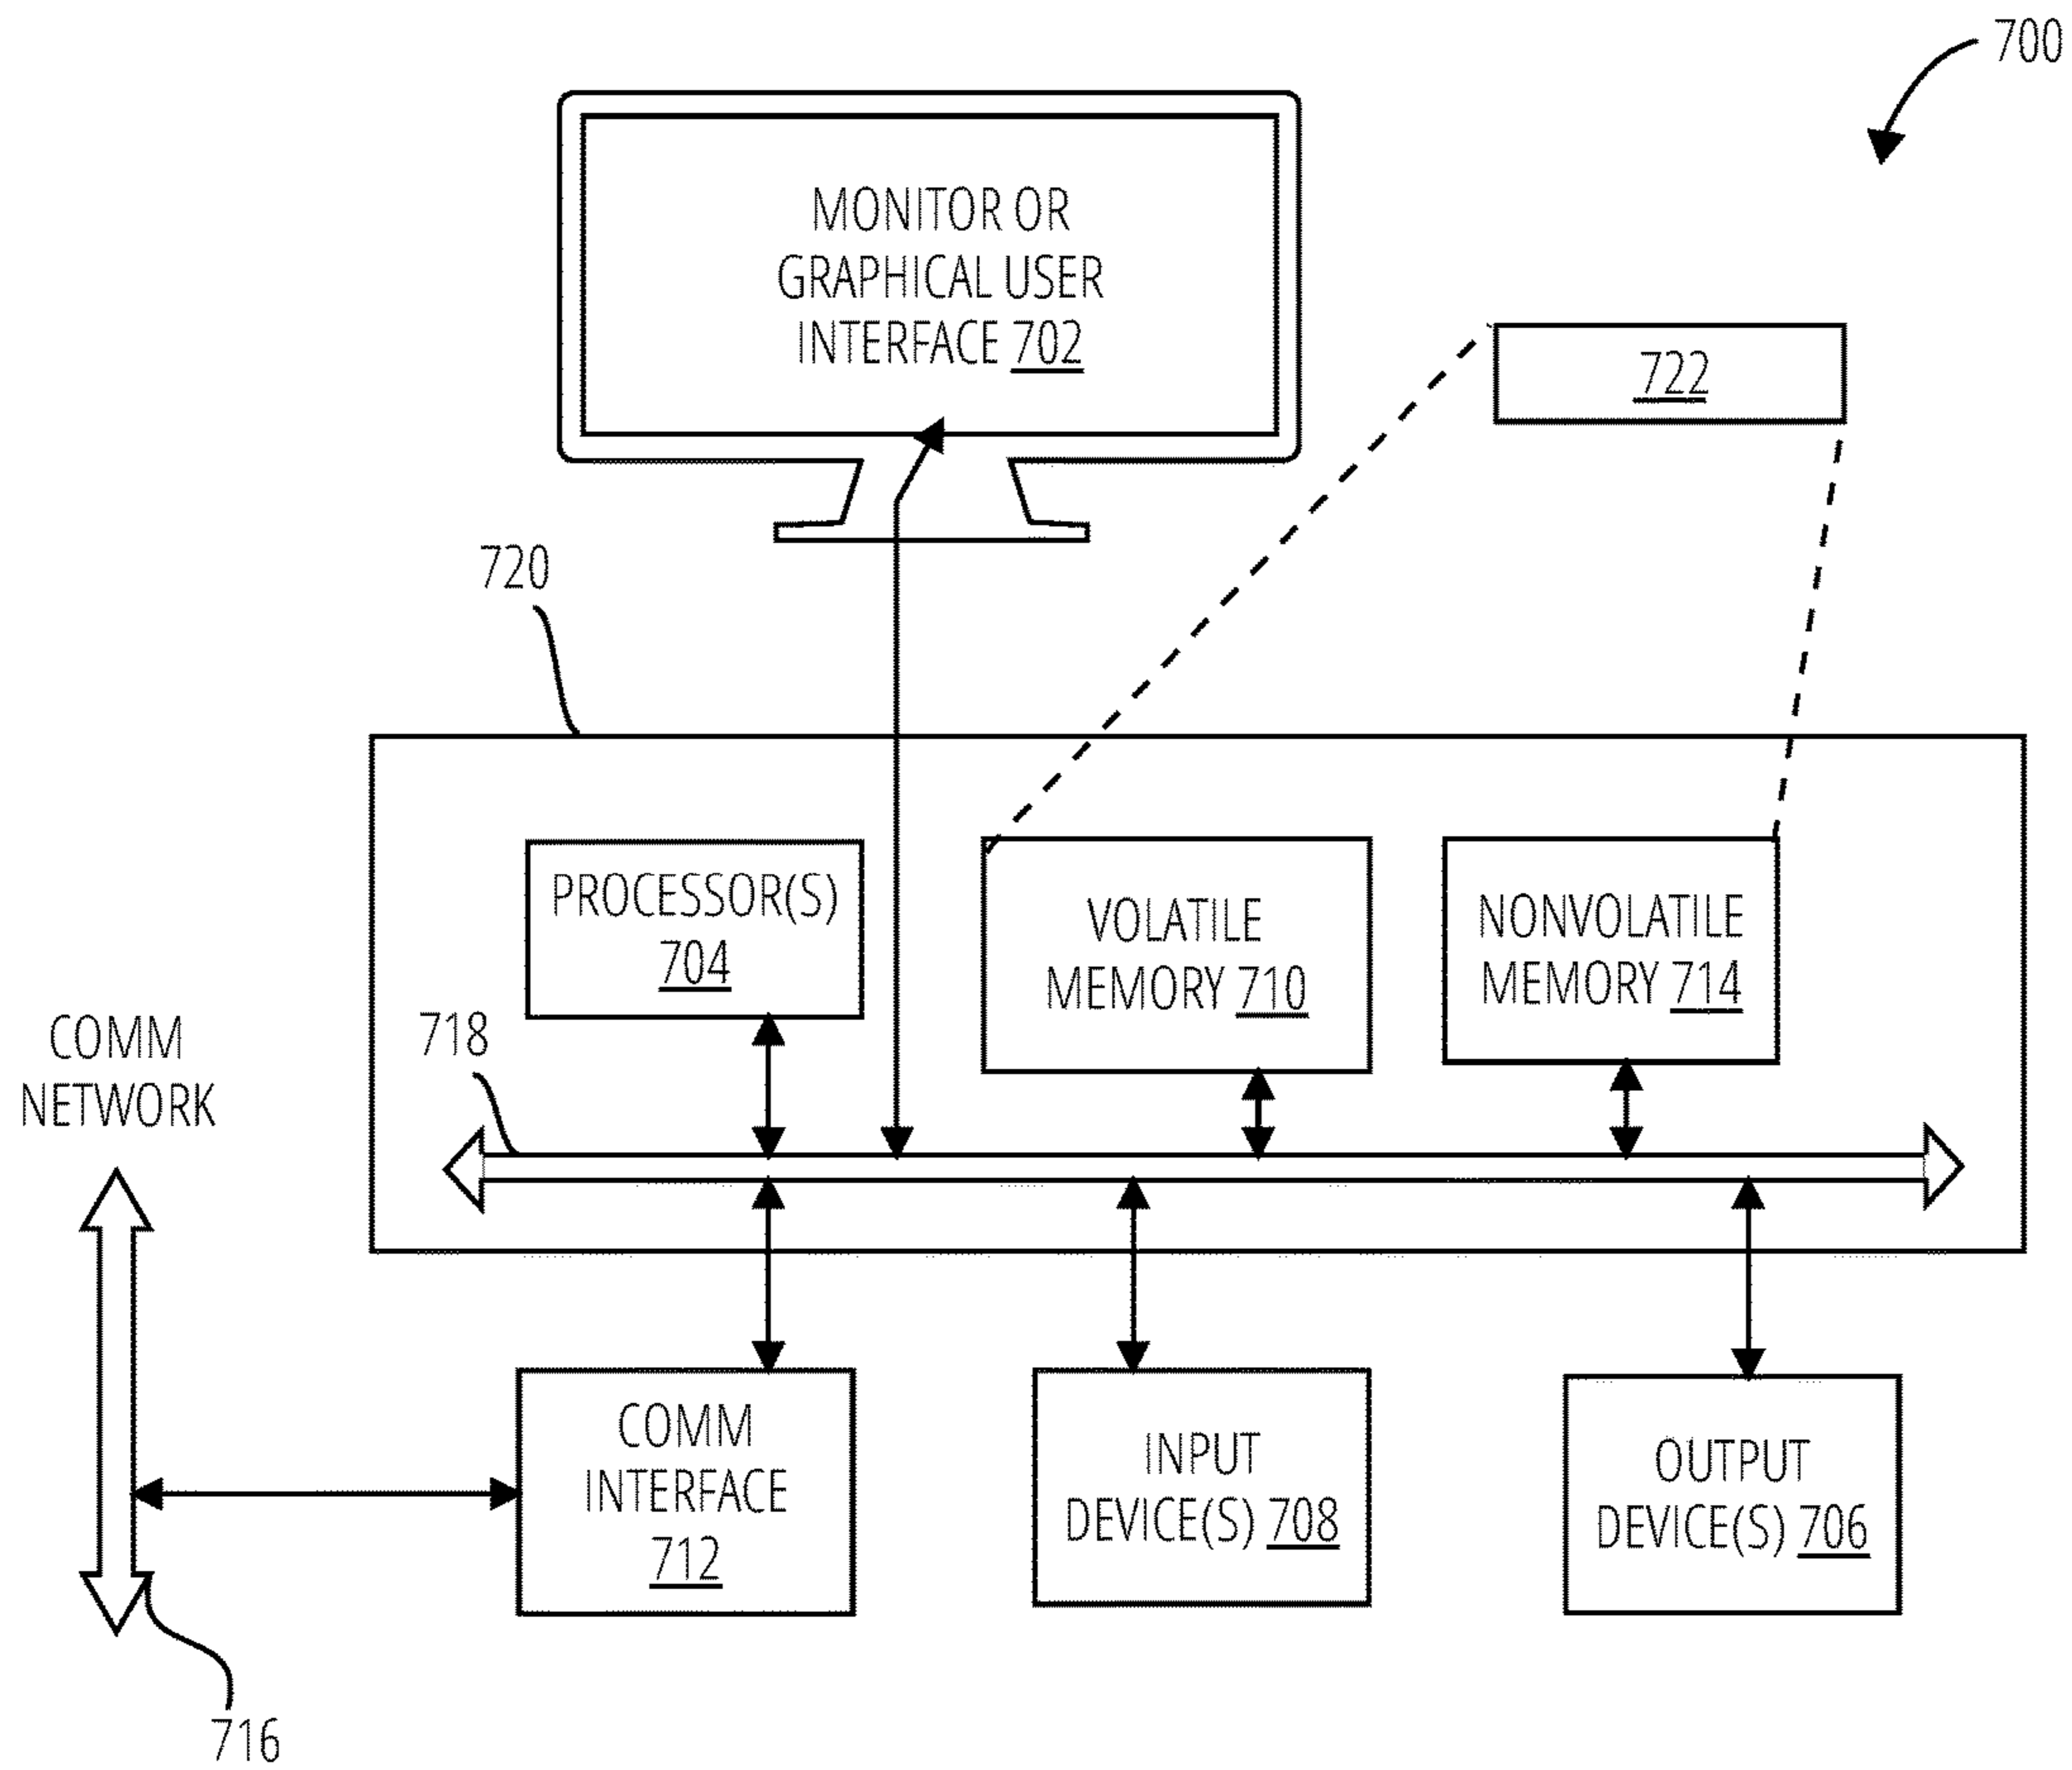 700
MONITOR OR
GRAPHICAL USER
INTERFACE 702
722
720
PROCESSOR(S)
704
VOLATILE
MEMORY 710
NONVOLATILE
MEMORY 714
718
COMM
NETWORK
COMM
INTERFACE
712
INPUT
DEVICE(S) 708
OUTPUT
DEVICE(S) 706
716